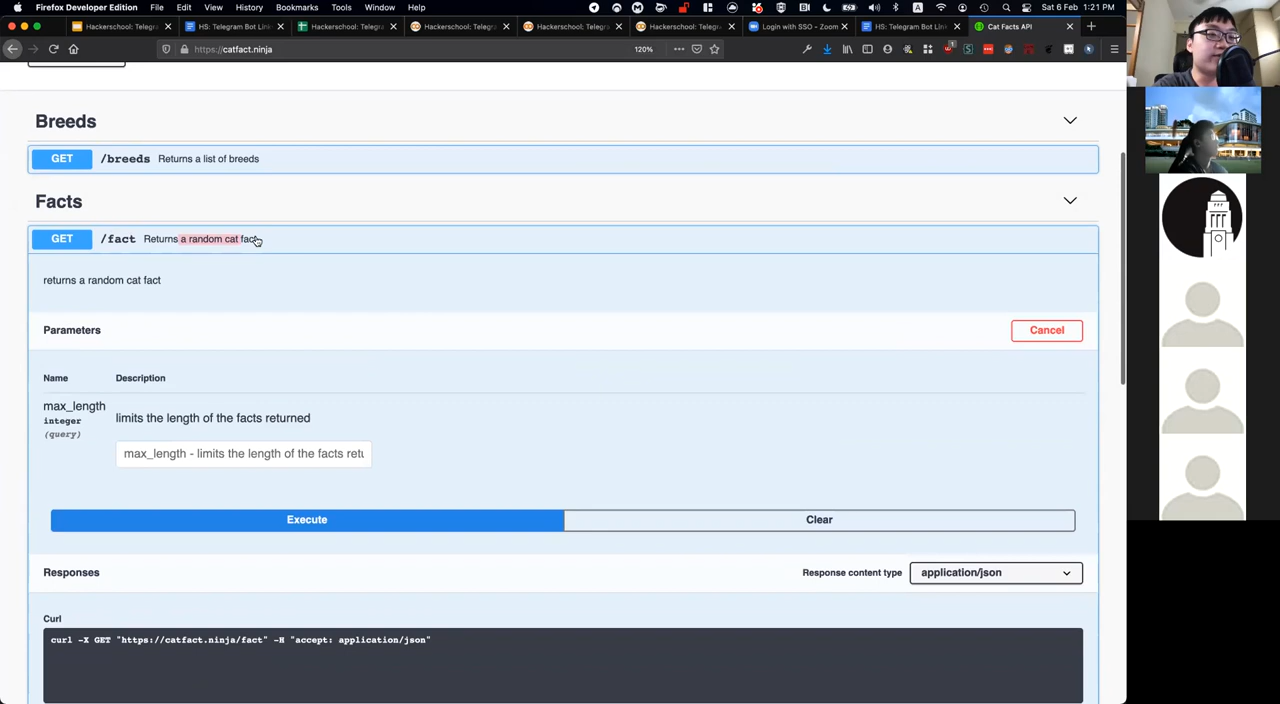 Firefox Developer Edition File Edit View History Bookmarks Tools Window Help Sat 6 Feb 1:21 PM
Hackerschool: Telegram HS: Telegram Bot Link Hackerschool: Telegra Hackerschool: Telegr Hackerschool: Telegr Hackerschool: Telegra Login with SSO - Zoom HS: Telegram Bot Link Cat Facts API
https://catfact.ninja 120%
Breeds
GET /breeds Returns a list of breeds
Facts
GET /fact Returns a random cat fact
returns a random cat fact
Parameters Cancel
Name Description
max_length limits the length of the facts returned
integer
(query)
max_length - limits the length of the facts retu
Execute Clear
Responses Response content type application/json
Curl
curl -X GET "https://catfact.ninja/fact" -H "accept: application/json"